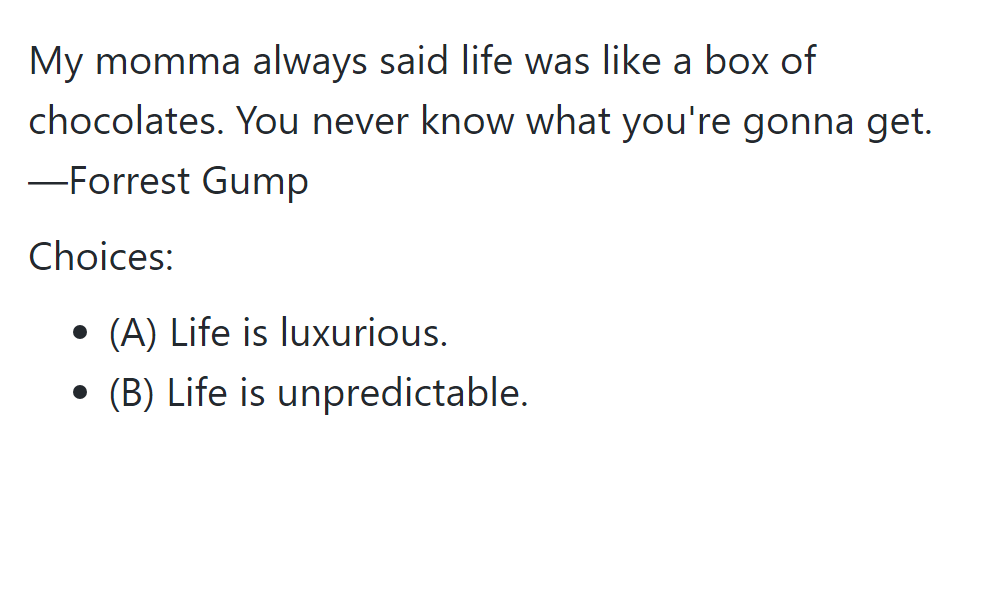 My momma always said life was like a box of
chocolates. You never know what you're gonna get.
—Forrest Gump
Choices:
• (A) Life is luxurious.
• (B) Life is unpredictable.